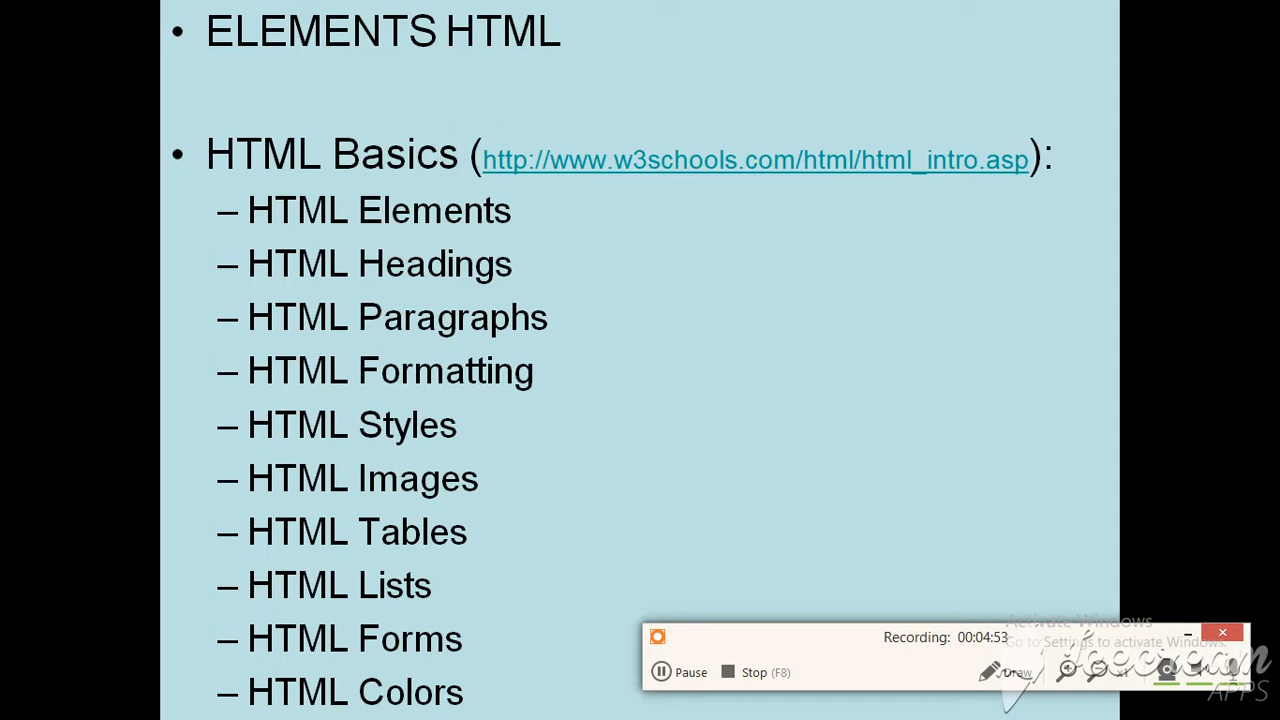 • ELEMENTS HTML
• HTML Basics (http://www.w3schools.com/html/html_intro.asp):
– HTML Elements
– HTML Headings
– HTML Paragraphs
– HTML Formatting
– HTML Styles
– HTML Images
– HTML Tables
– HTML Lists
– HTML Forms
– HTML Colors
Activate Windows
Go to Settings to activate Windows.
Recording: 00:04:53
Pause
Stop (F8)
Draw
icecream
APPS